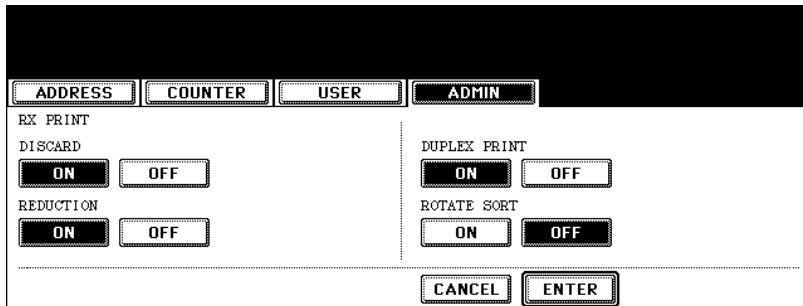 ADDRESS COUNTER USER ADMIN
RX PRINT
DISCARD
ON OFF
REDUCTION
ON OFF
DUPLEX PRINT
ON OFF
ROTATE SORT
ON OFF
CANCEL ENTER